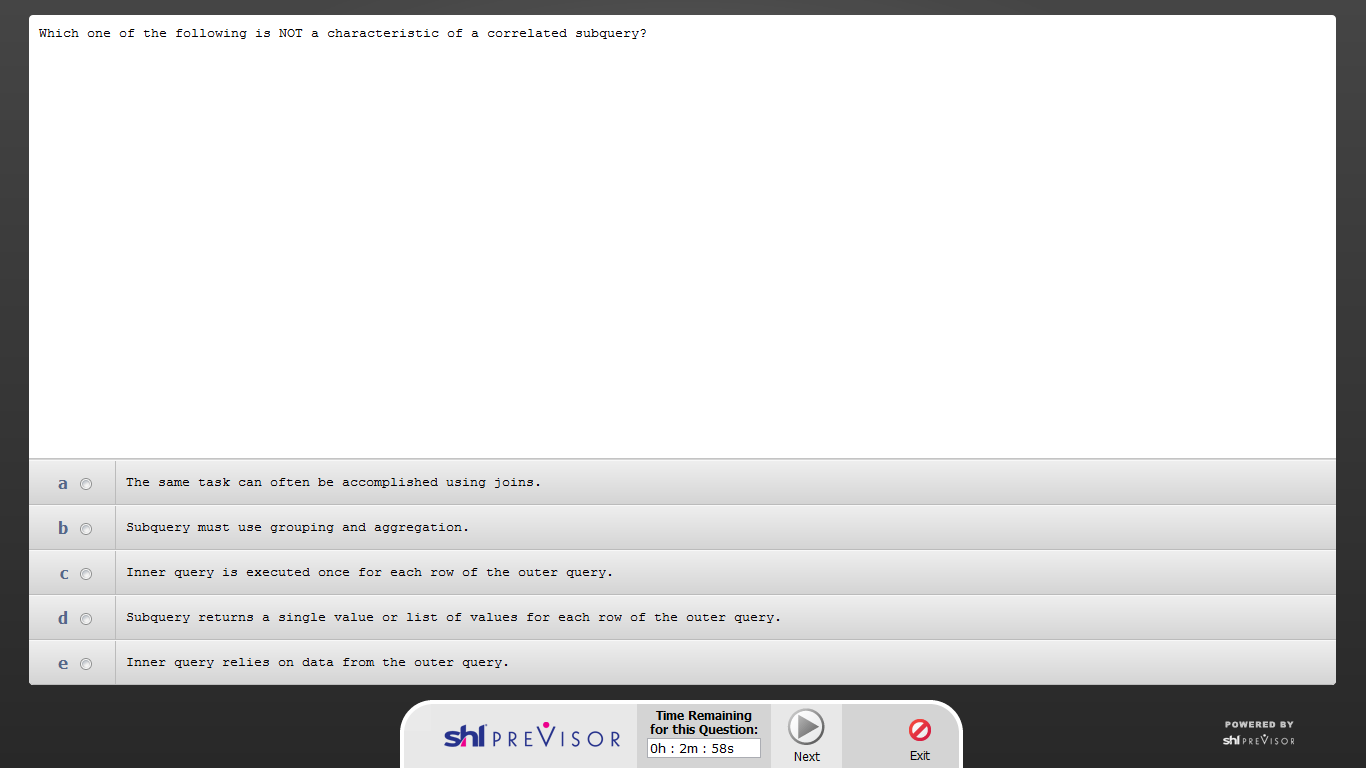 Which one of the following is NOT a characteristic of a correlated subquery?
a The same task can often be accomplished using joins.
b Subquery must use grouping and aggregation.
c Inner query is executed once for each row of the outer query.
d Subquery returns a single value or list of values for each row of the outer query.
e Inner query relies on data from the outer query.
shl PREVISOR
Time Remaining
for this Question:
0h : 2m : 58s
Next
Exit
POWERED BY
shl PREVISOR